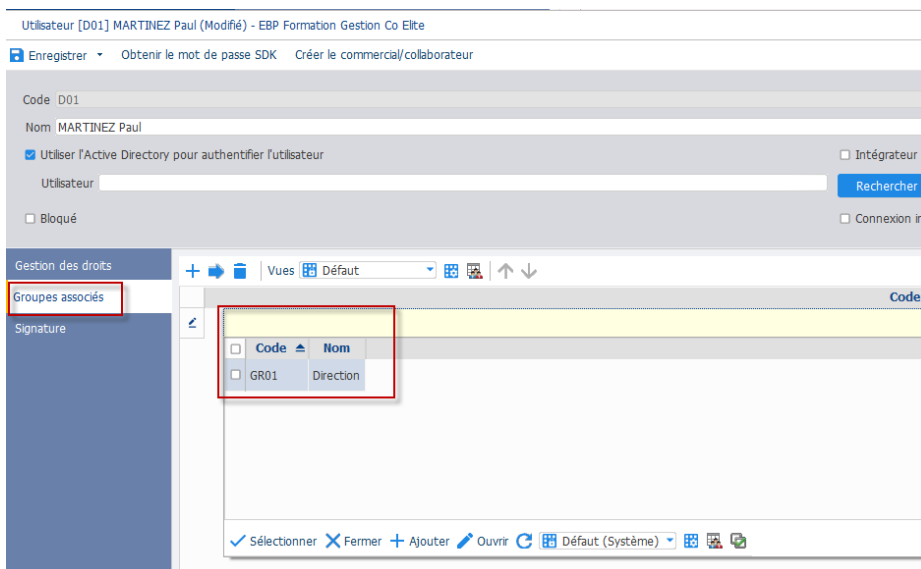 Utilisateur [D01] MARTINEZ Paul (Modifié) - EBP Formation Gestion Co Elite
Enregistrer Obtenir le mot de passe SDK Créer le commercial/collaborateur
Code D01
Nom MARTINEZ Paul
Utiliser l'Active Directory pour authentifier l'utilisateur Intégrateur
Utilisateur Rechercher
Bloqué Connexion in
Gestion des droits
Vues Défaut
Groupes associés
Code
Signature
Code Nom
GR01 Direction
Sélectionner Fermer Ajouter Ouvrir Défaut (Système)